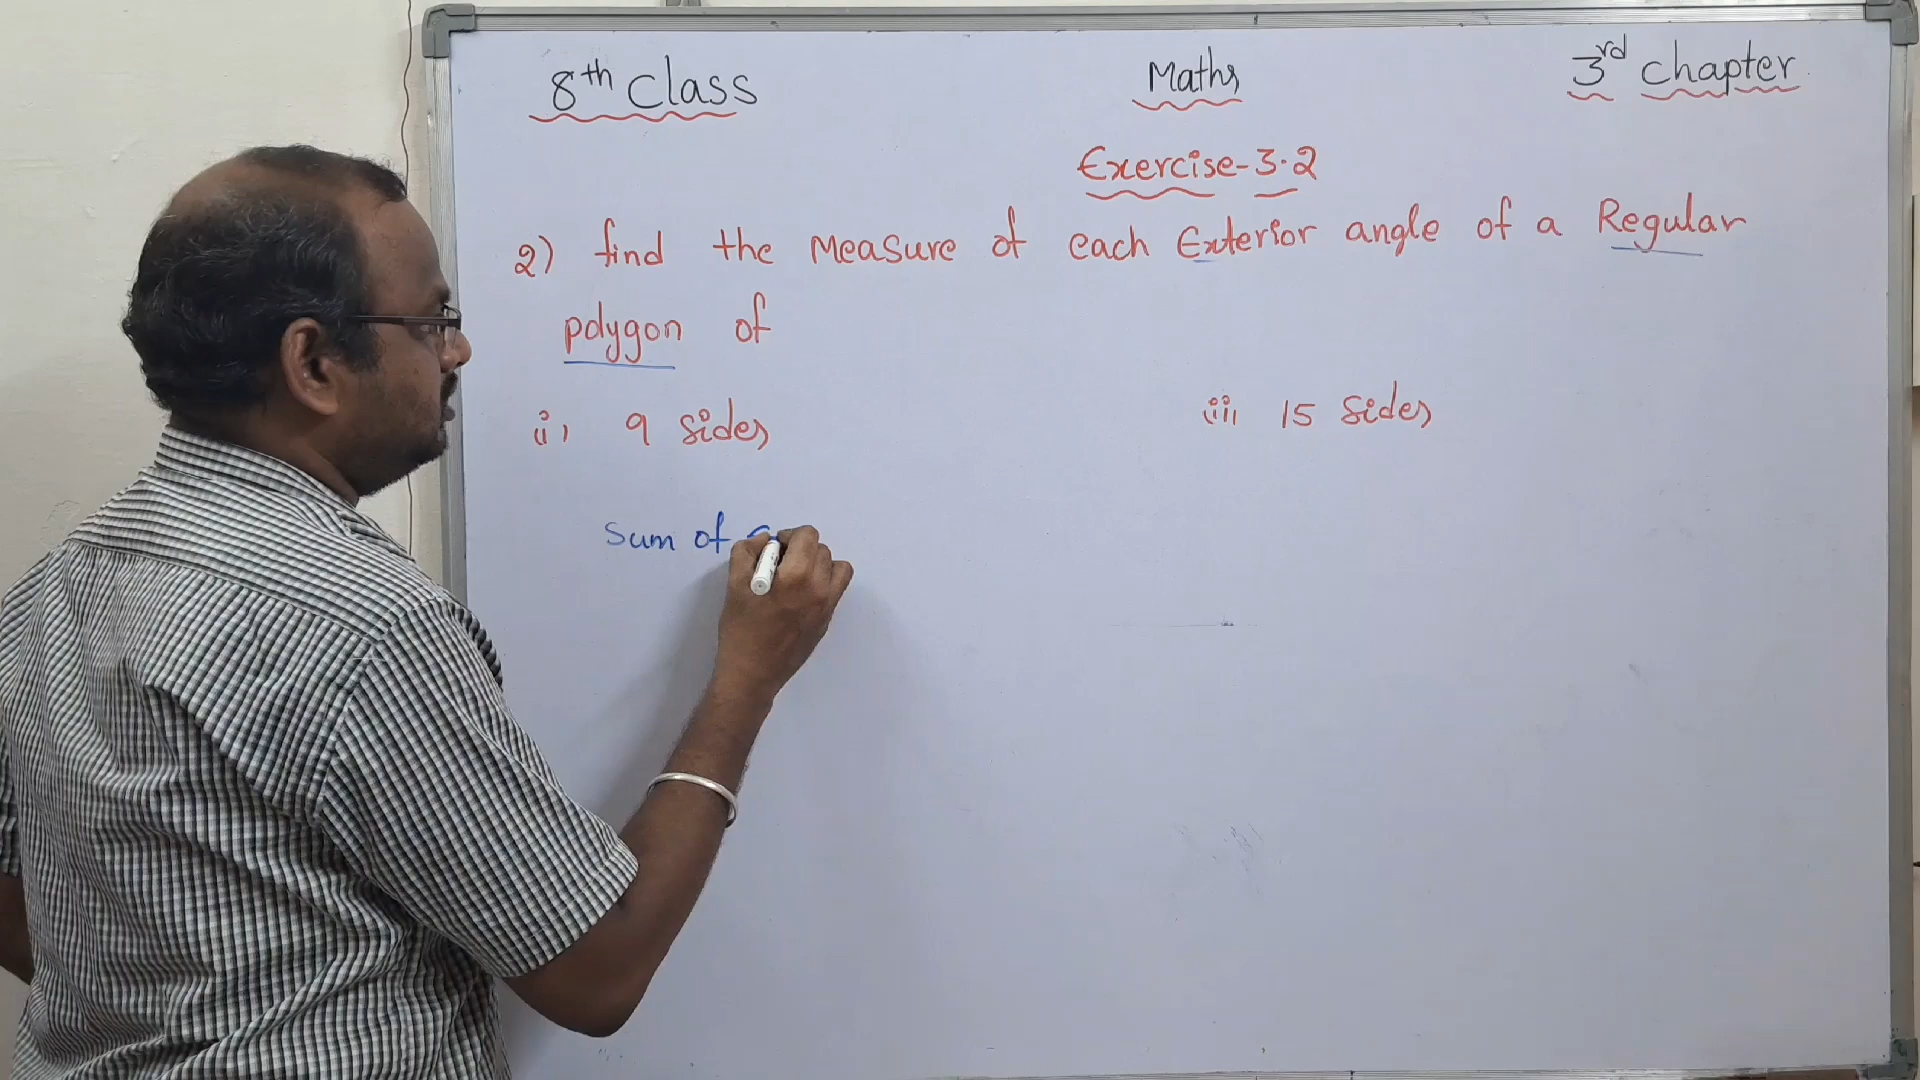 8th Class Maths 3rd chapter
Exercise-3.2
2) find the Measure of each Exterior angle of a Regular
polygon of
(i) 9 sides (ii) 15 Sides
Sum of